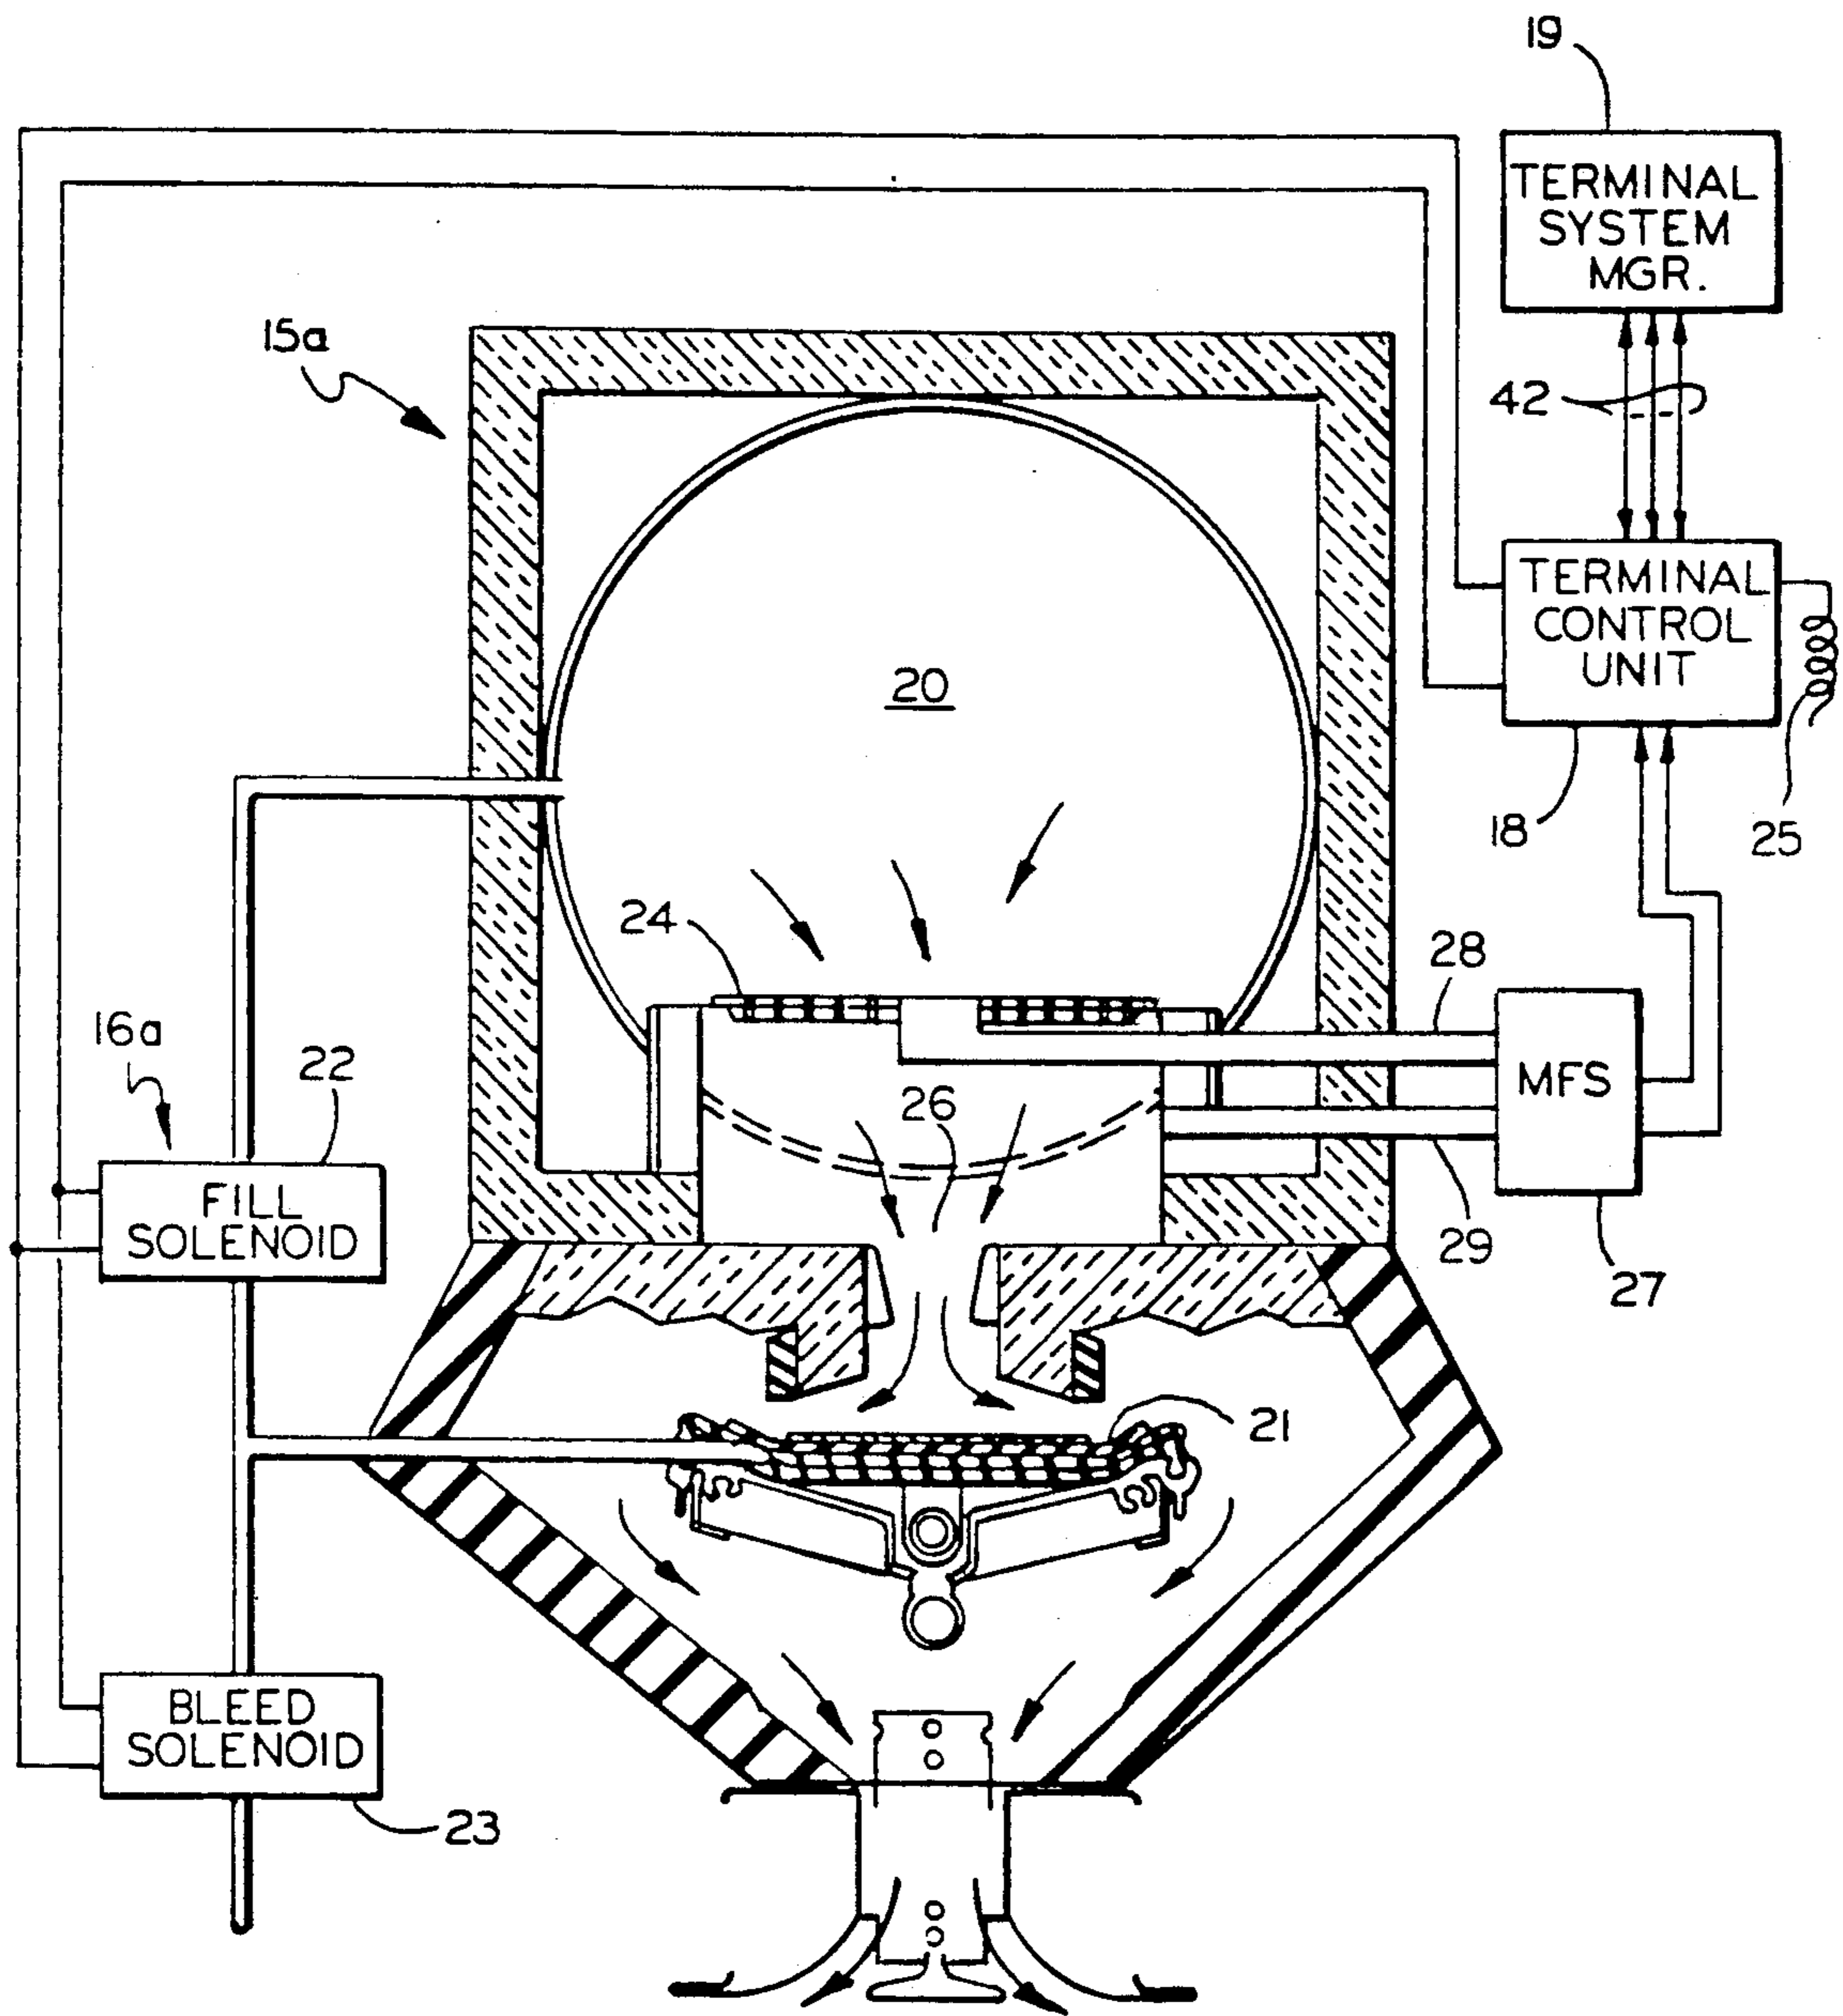 19
TERMINAL
SYSTEM
MGR.
15a
42
TERMINAL
CONTROL
UNIT
20
18
25
24
28
16a
22
26
MFS
FILL
SOLENOID
29
27
21
BLEED
SOLENOID
23